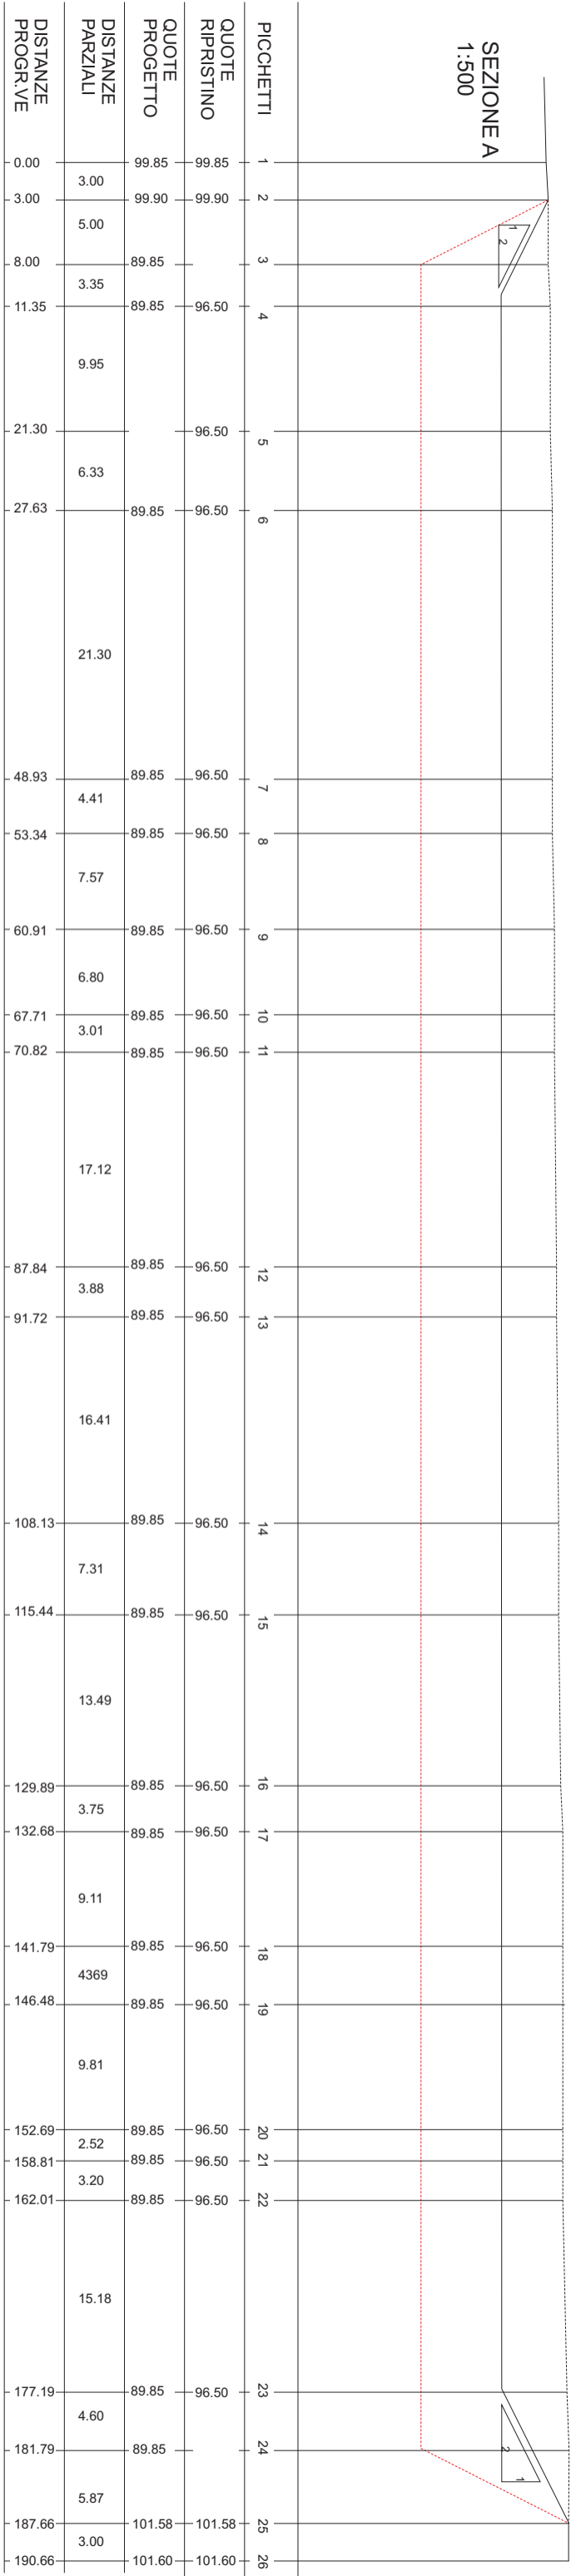 SEZIONE A
1:500
1
2
2
1
PICCHETTI 1 2 3 4 5 6 7 8 9 10 11 12 13 14 15 16 17 18 19 20 21 22 23 24 25 26
QUOTE
RIPRISTINO
99.85 99.90 96.50 96.50 96.50 96.50 96.50 96.50 96.50 96.50 96.50 96.50 96.50 96.50 96.50 96.50 96.50 96.50 96.50 96.50 96.50 96.50 101.58 101.60
QUOTE
PROGETTO
99.85 99.90 89.85 89.85 89.85 89.85 89.85 89.85 89.85 89.85 89.85 89.85 89.85 89.85 89.85 89.85 89.85 89.85 89.85 89.85 89.85 89.85 89.85 101.58 101.60
DISTANZE
PARZIALI
3.00 5.00 3.35 9.95 6.33 21.30 4.41 7.57 6.80 3.01 17.12 3.88 16.41 7.31 13.49 3.75 9.11 4369 9.81 2.52 3.20 15.18 4.60 5.87 3.00
DISTANZE
PROGR.VE
0.00 3.00 8.00 11.35 21.30 27.63 48.93 53.34 60.91 67.71 70.82 87.84 91.72 108.13 115.44 129.89 132.68 141.79 146.48 152.69 158.81 162.01 177.19 181.79 187.66 190.66